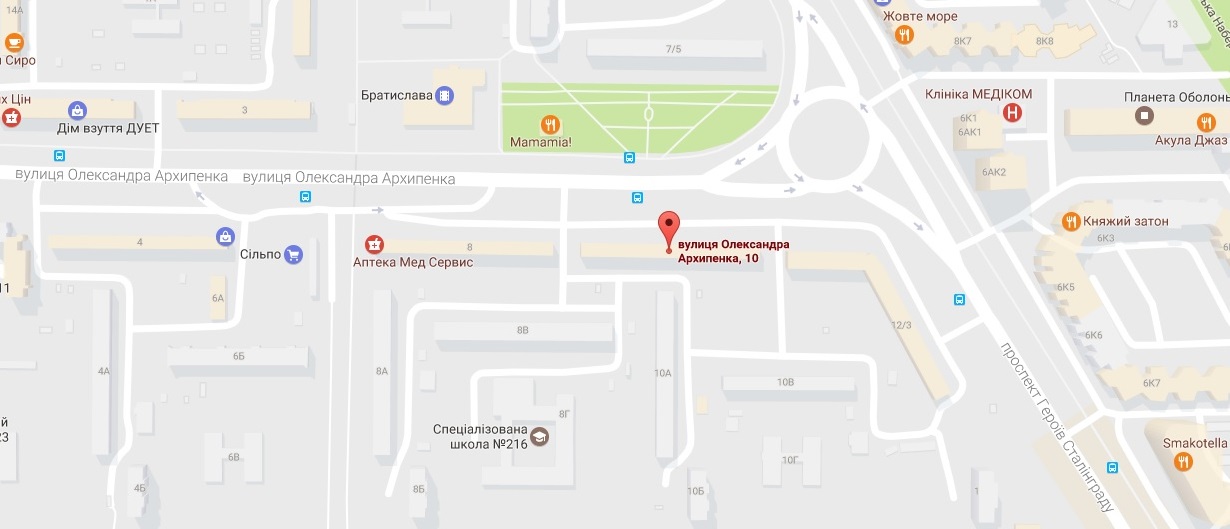 14А
Сиро
7/5
Жовте море
8К7
8К8
13
х Цін
Дім взуття ДУЕТ
3
Братислава
Mamamia!
Клініка МЕДІКОМ
6К1
6АК1
6АК2
Планета Оболонь
Акула Джаз
вулиця Олександра Архипенка
вулиця Олександра Архипенка
4
Сільпо
Аптека Мед Сервис
8
вулиця Олександра
Архипенка, 10
Княжий затон
6К3
11
6А
6К5
12/3
8В
6К6
6Б
4А
8А
10А
10В
6К7
проспект Героїв Сталінграду
й
23
Спеціалізована
школа №216
8Г
6В
10Г
Smakotella
4Б
8Б
10Б
1